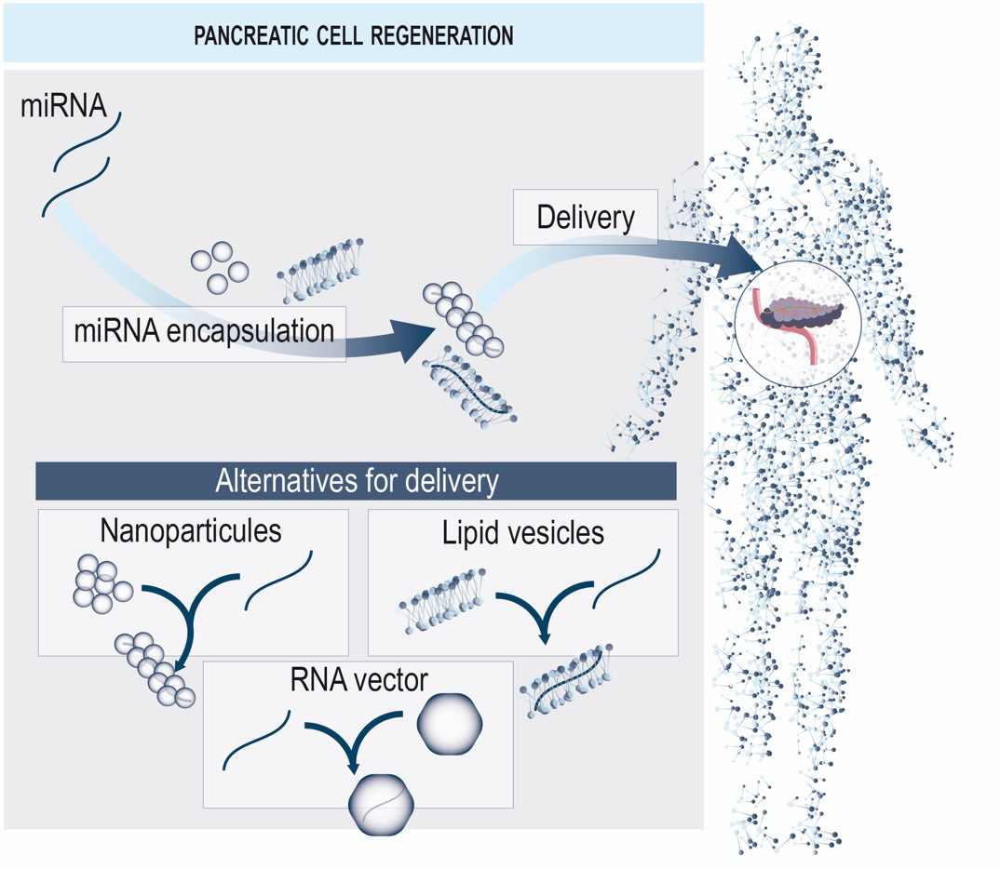 PANCREATIC CELL REGENERATION
miRNA
Delivery
miRNA encapsulation
Alternatives for delivery
Nanoparticules
Lipid vesicles
RNA vector